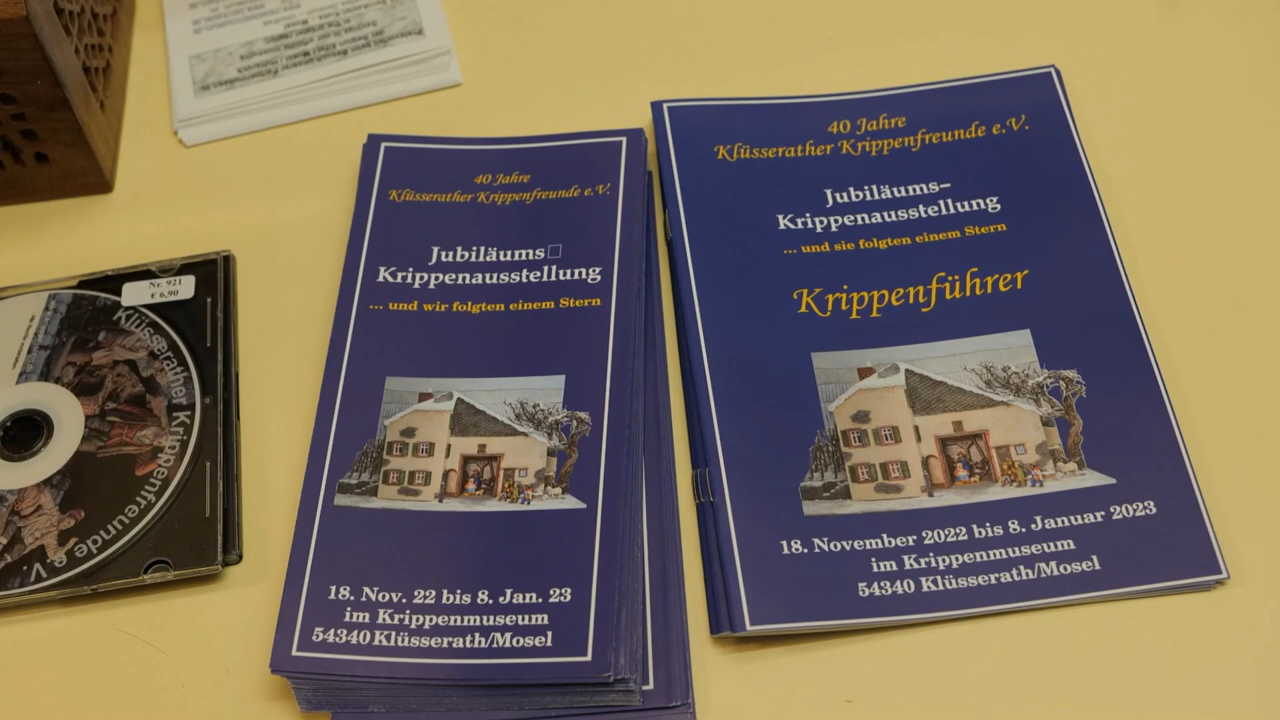 40 Jahre
Klüsserather Krippenfreunde e.V.
Jubiläums□
Krippenausstellung
... und wir folgten einem Stern
18. Nov. 22 bis 8. Jan. 23
im Krippenmuseum
54340 Klüsserath/Mosel
40 Jahre
Klüsserather Krippenfreunde e.V.
Jubiläums–
Krippenausstellung
... und sie folgten einem Stern
Krippenführer
18. November 2022 bis 8. Januar 2023
im Krippenmuseum
54340 Klüsserath/Mosel
Nr. 921
€ 6,90
Klüsserather Krippenfreunde e.V.